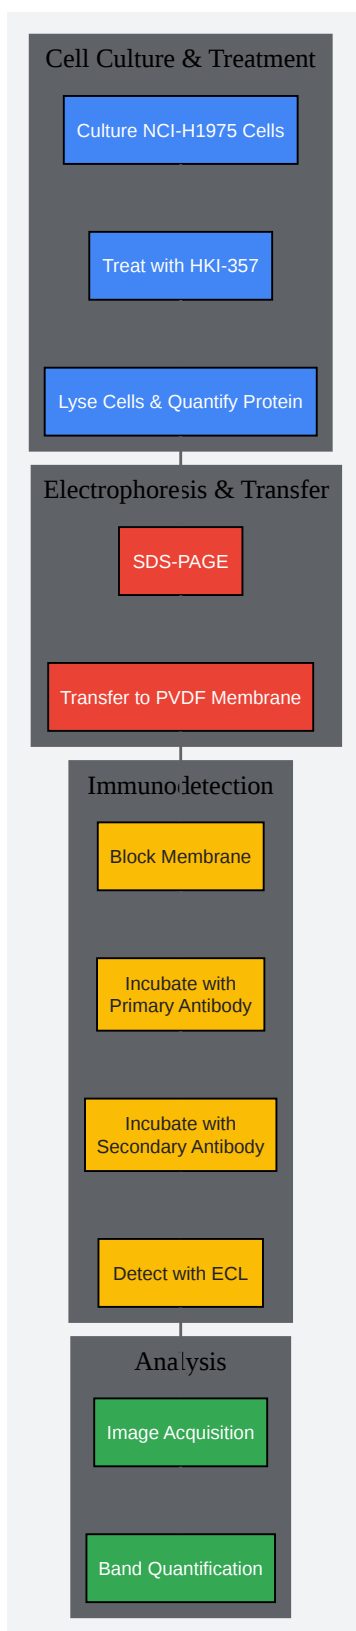 Cell Culture & Treatment
Culture NCI-H1975 Cells
Treat with HKI-357
Lyse Cells & Quantify Protein
Electrophoresis & Transfer
SDS-PAGE
Transfer to PVDF Membrane
Immunodetection
Block Membrane
Incubate with
Primary Antibody
Incubate with
Secondary Antibody
Detect with ECL
Analysis
Image Acquisition
Band Quantification